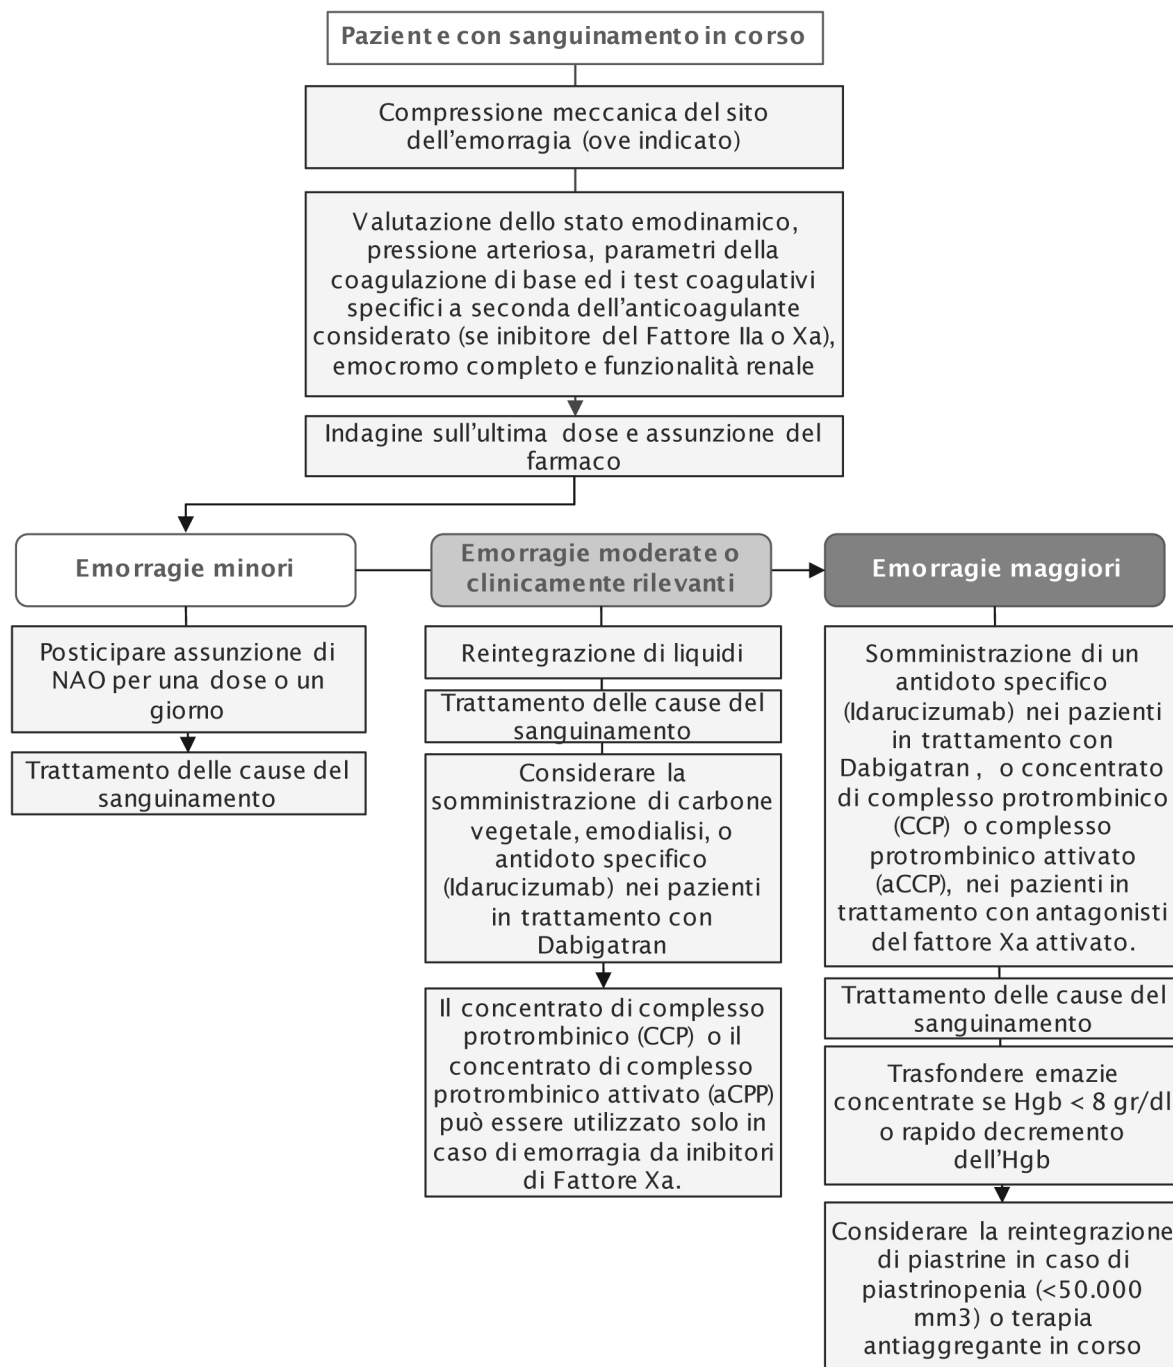 Paziente con sanguinamento in corso
Compressione meccanica del sito
dell'emorragia (ove indicato)
Valutazione dello stato emodinamico,
pressione arteriosa, parametri della
coagulazione di base ed i test coagulativi
specifici a seconda dell'anticoagulante
considerato (se inibitore del Fattore IIa o Xa),
emocromo completo e funzionalità renale
Indagine sull'ultima dose e assunzione del
farmaco
Emorragie minori
Posticipare assunzione di
NAO per una dose o un
giorno
Trattamento delle cause del
sanguinamento
Emorragie moderate o
clinicamente rilevanti
Reintegrazione di liquidi
Trattamento delle cause del
sanguinamento
Considerare la
somministrazione di carbone
vegetale, emodialisi, o
antidoto specifico
(Idarucizumab) nei pazienti
in trattamento con
Dabigatran
Il concentrato di complesso
protrombinico (CCP) o il
concentrato di complesso
protrombinico attivato (aCPP)
può essere utilizzato solo in
caso di emorragia da inibitori
di Fattore Xa.
Emorragie maggiori
Somministrazione di un
antidoto specifico
(Idarucizumab) nei pazienti
in trattamento con
Dabigatran, o concentrato
di complesso protrombinico
(CCP) o complesso
protrombinico attivato
(aCCP), nei pazienti in
trattamento con antagonisti
del fattore Xa attivato.
Trattamento delle cause del
sanguinamento
Trasfondere emazie
concentrate se Hgb < 8 gr/dl
o rapido decremento
dell'Hgb
Considerare la reintegrazione
di piastrine in caso di
piastrinopenia (<50.000
mm3) o terapia
antiaggregante in corso